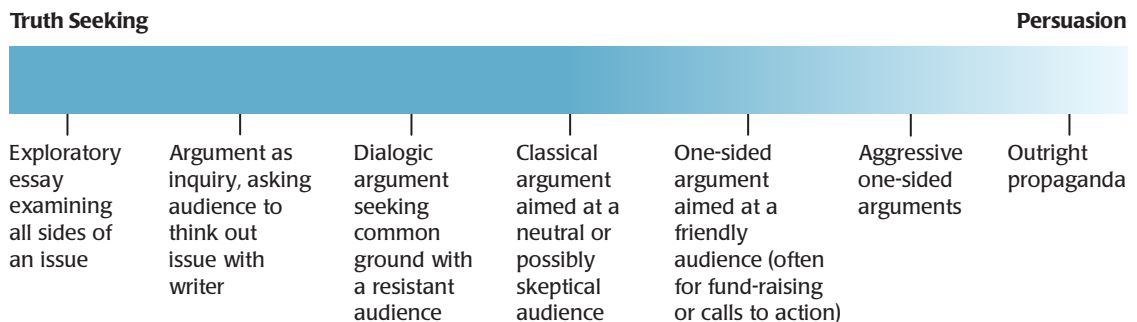 Truth Seeking
Persuasion
Exploratory
essay
examining
all sides of
an issue
Argument as
inquiry, asking
audience to
think out
issue with
writer
Dialogic
argument
seeking
common
ground with
a resistant
audience
Classical
argument
aimed at a
neutral or
possibly
skeptical
audience
One-sided
argument
aimed at a
friendly
audience (often
for fund-raising
or calls to action)
Aggressive
one-sided
arguments
Outright
propaganda